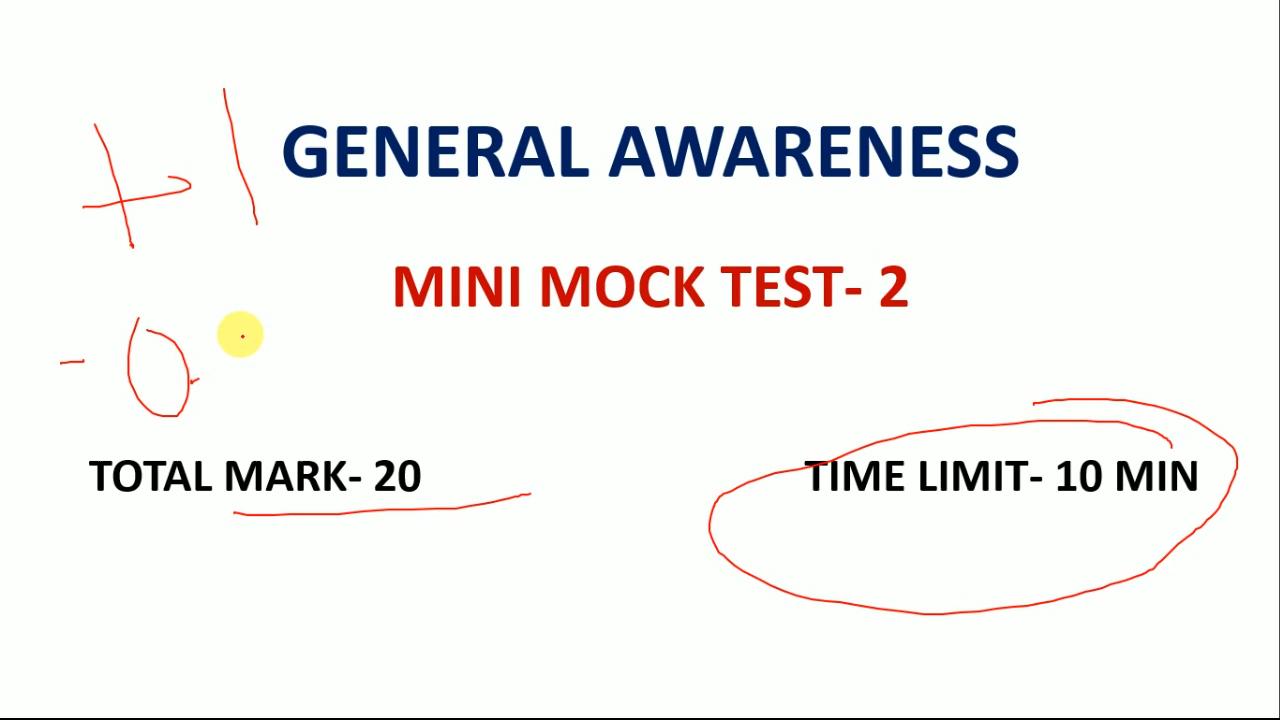 +1
GENERAL AWARENESS
MINI MOCK TEST- 2
-0.
TOTAL MARK- 20
TIME LIMIT- 10 MIN